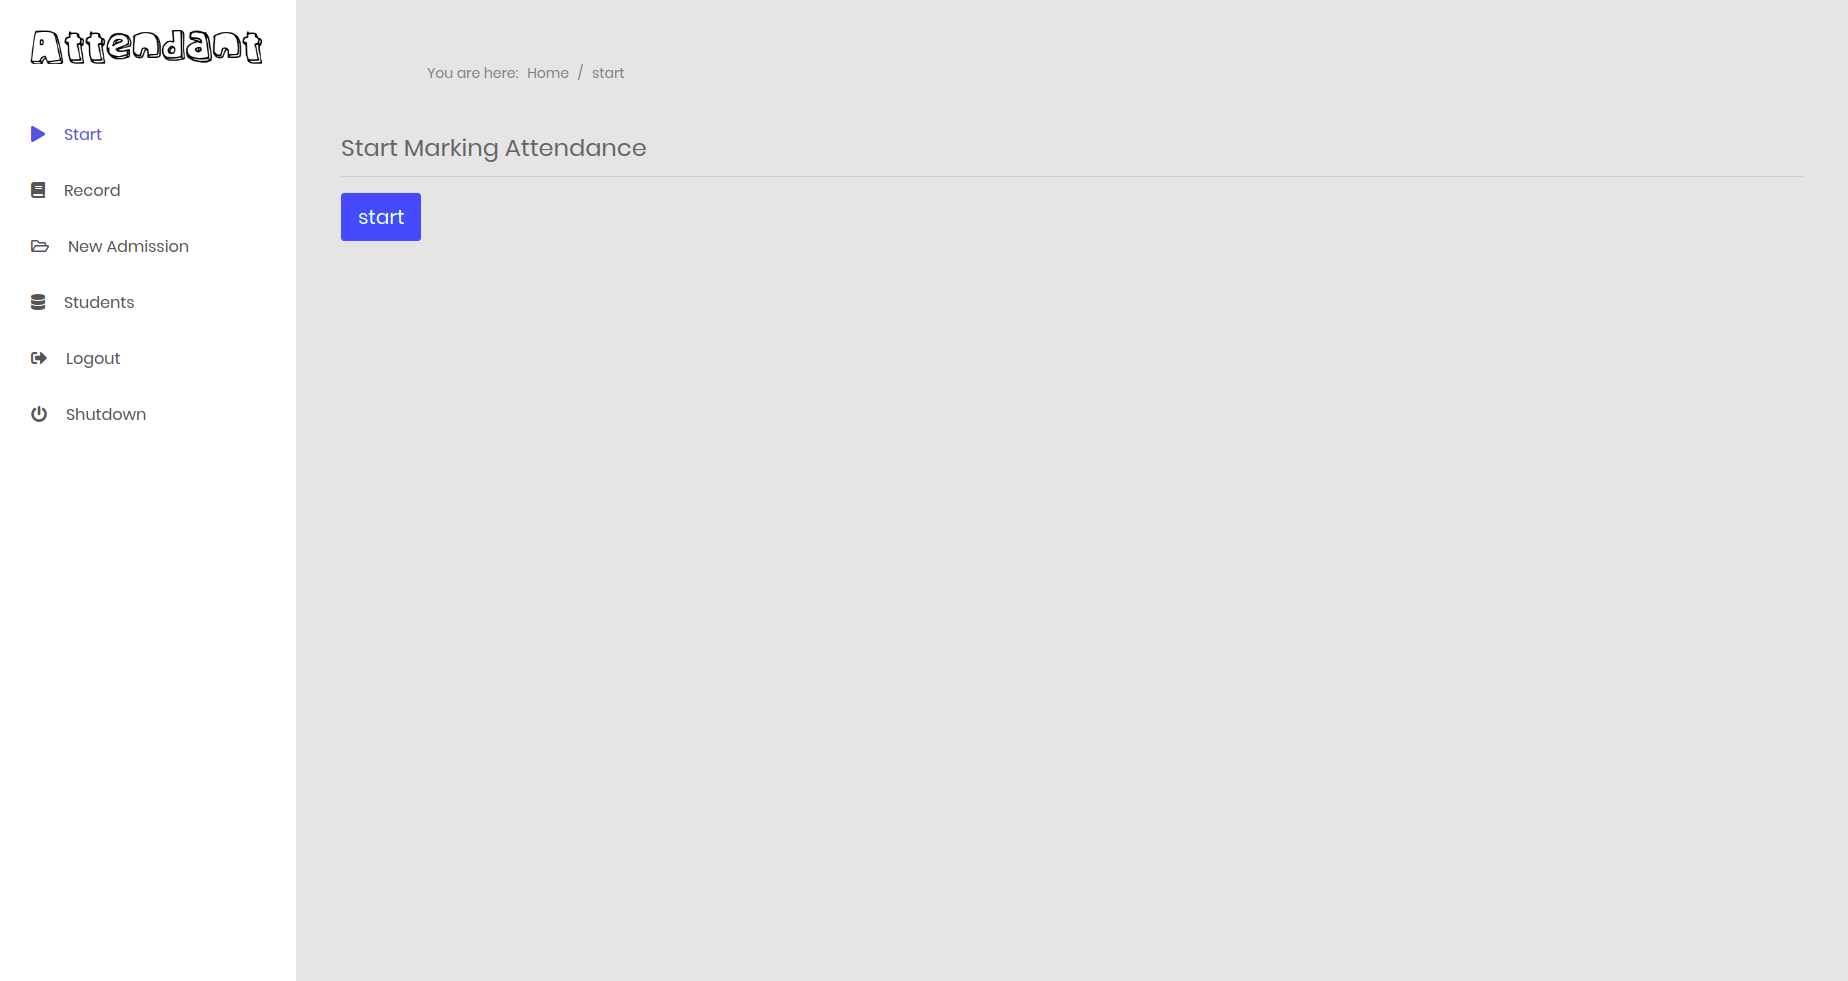 Attendant
Start
Record
New Admission
Students
Logout
Shutdown
You are here: Home / start
Start Marking Attendance
start